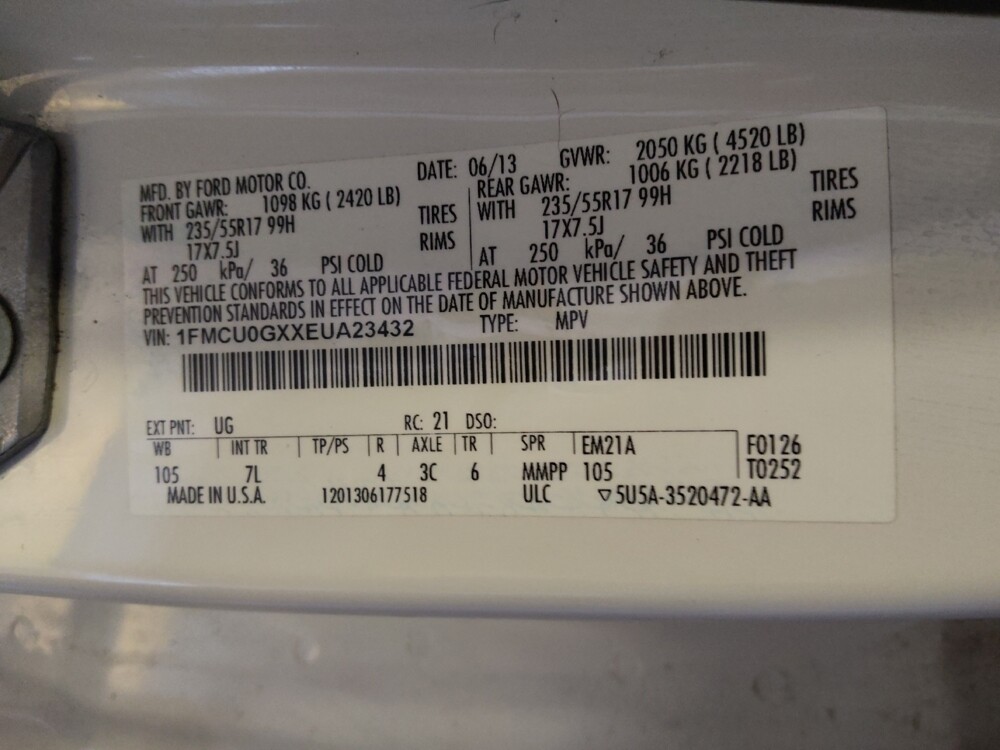 MFD. BY FORD MOTOR CO. DATE: 06/13 GVWR: 2050 KG ( 4520 LB)
FRONT GAWR: 1098 KG ( 2420 LB) REAR GAWR: 1006 KG ( 2218 LB)
WITH 235/55R17 99H TIRES WITH 235/55R17 99H TIRES
17X7.5J RIMS 17X7.5J RIMS
AT 250 kPa/ 36 PSI COLD AT 250 kPa/ 36 PSI COLD
THIS VEHICLE CONFORMS TO ALL APPLICABLE FEDERAL MOTOR VEHICLE SAFETY AND THEFT
PREVENTION STANDARDS IN EFFECT ON THE DATE OF MANUFACTURE SHOWN ABOVE.
VIN: 1FMCU0GXXEUA23432 TYPE: MPV
EXT PNT: UG RC: 21 DSO:
WB INT TR TP/PS R AXLE TR SPR EM21A F0126
105 7L 4 3C 6 MMPP 105 T0252
MADE IN U.S.A. 1201306177518 ULC ▽5U5A-3520472-AA